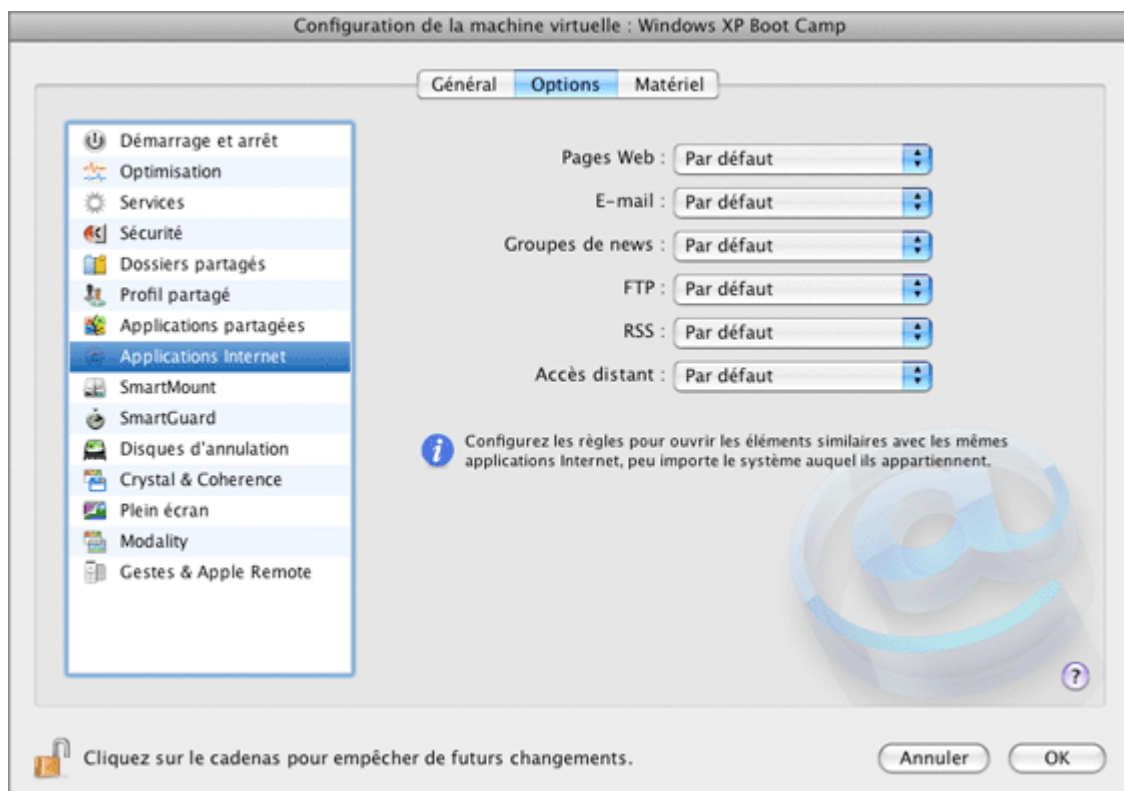 Configuration de la machine virtuelle : Windows XP Boot Camp
Général Options Matériel
Démarrage et arrêt
Optimisation
Services
Sécurité
Dossiers partagés
Profil partagé
Applications partagées
Applications Internet
SmartMount
SmartGuard
Disques d'annulation
Crystal & Coherence
Plein écran
Modality
Gestes & Apple Remote
Pages Web : Par défaut
E-mail : Par défaut
Groupes de news : Par défaut
FTP : Par défaut
RSS : Par défaut
Accès distant : Par défaut
Configurez les règles pour ouvrir les éléments similaires avec les mêmes
applications Internet, peu importe le système auquel ils appartiennent.
?
Cliquez sur le cadenas pour empêcher de futurs changements.
Annuler OK